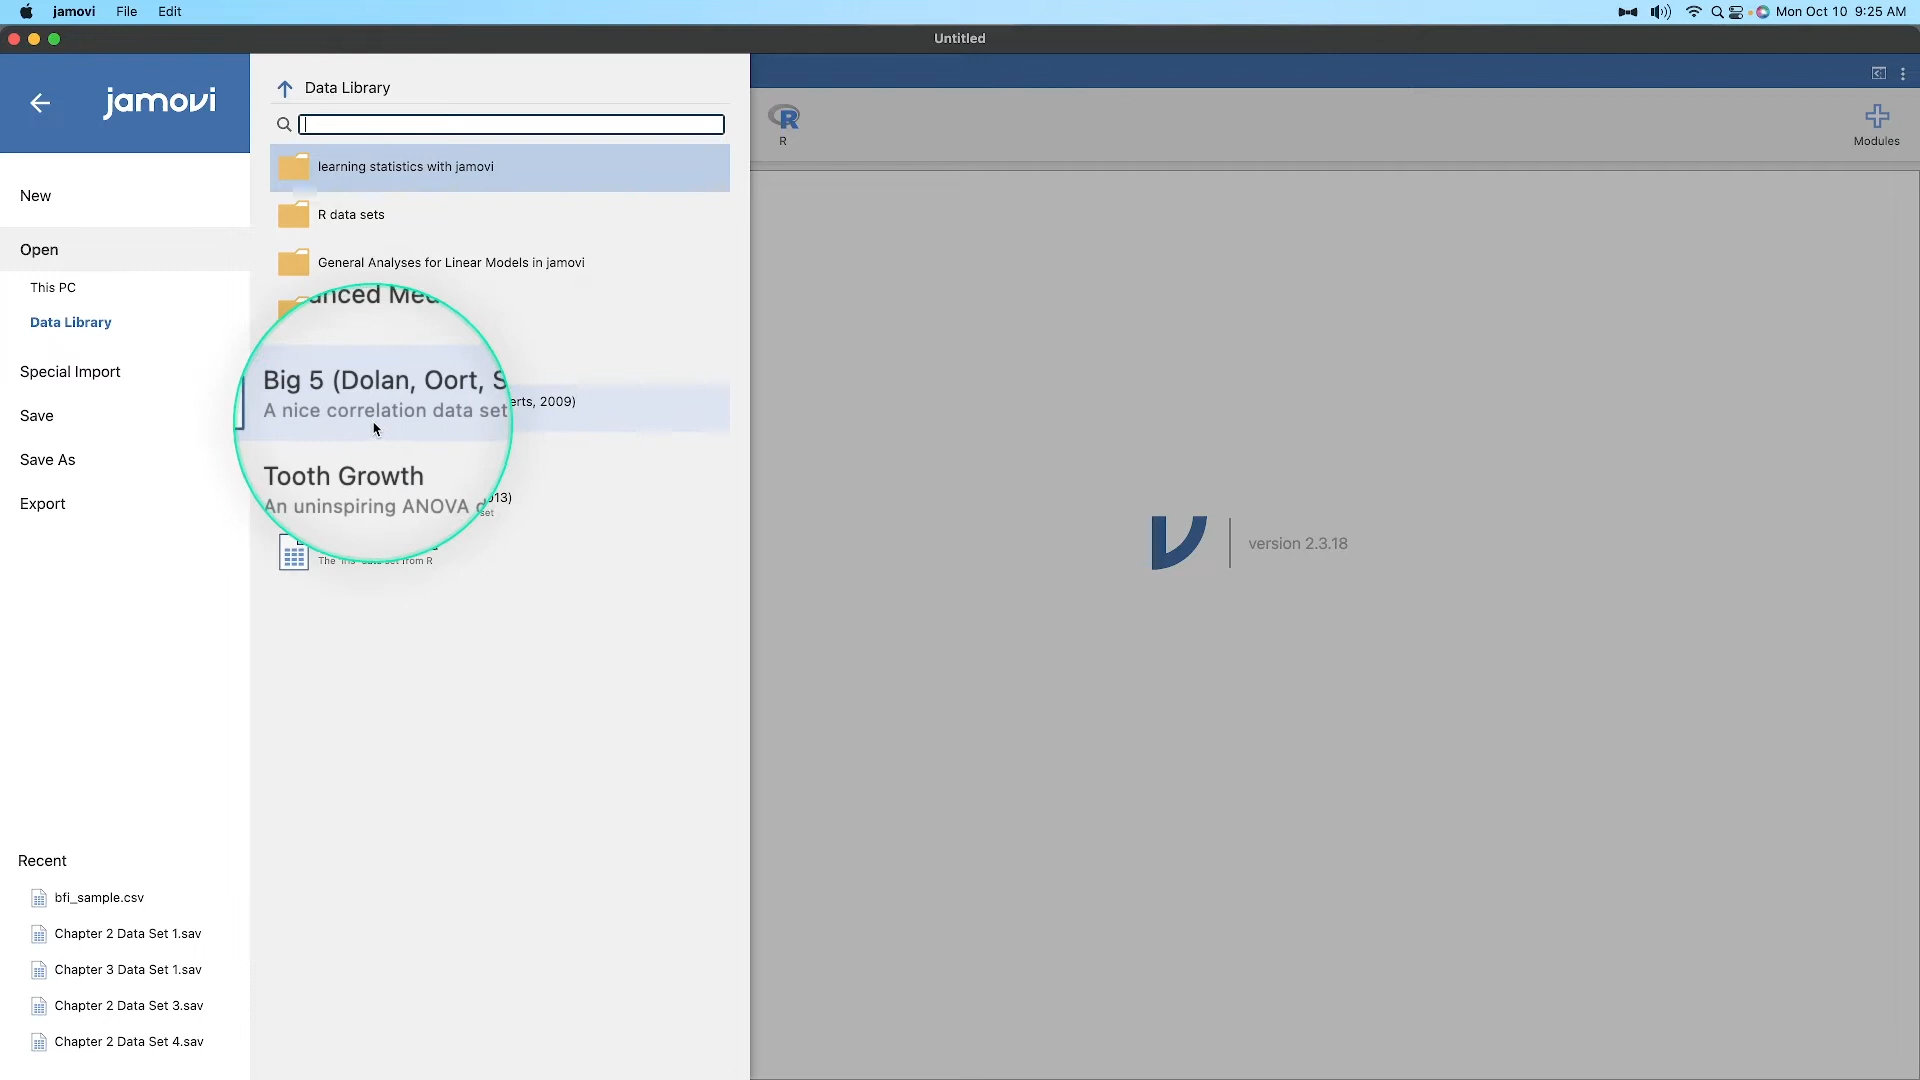 jamovi File Edit Mon Oct 10 9:25 AM
Untitled
jamovi
Data Library
R
Modules
New
Open
This PC
Data Library
Special Import
Save
Save As
Export
learning statistics with jamovi
R data sets
General Analyses for Linear Models in jamovi
Big 5 (Dolan, Oort, S
erts, 2009)
A nice correlation data set
Tooth Growth
An uninspiring ANOVA
set
data set from R
version 2.3.18
Recent
bfi_sample.csv
Chapter 2 Data Set 1.sav
Chapter 3 Data Set 1.sav
Chapter 2 Data Set 3.sav
Chapter 2 Data Set 4.sav